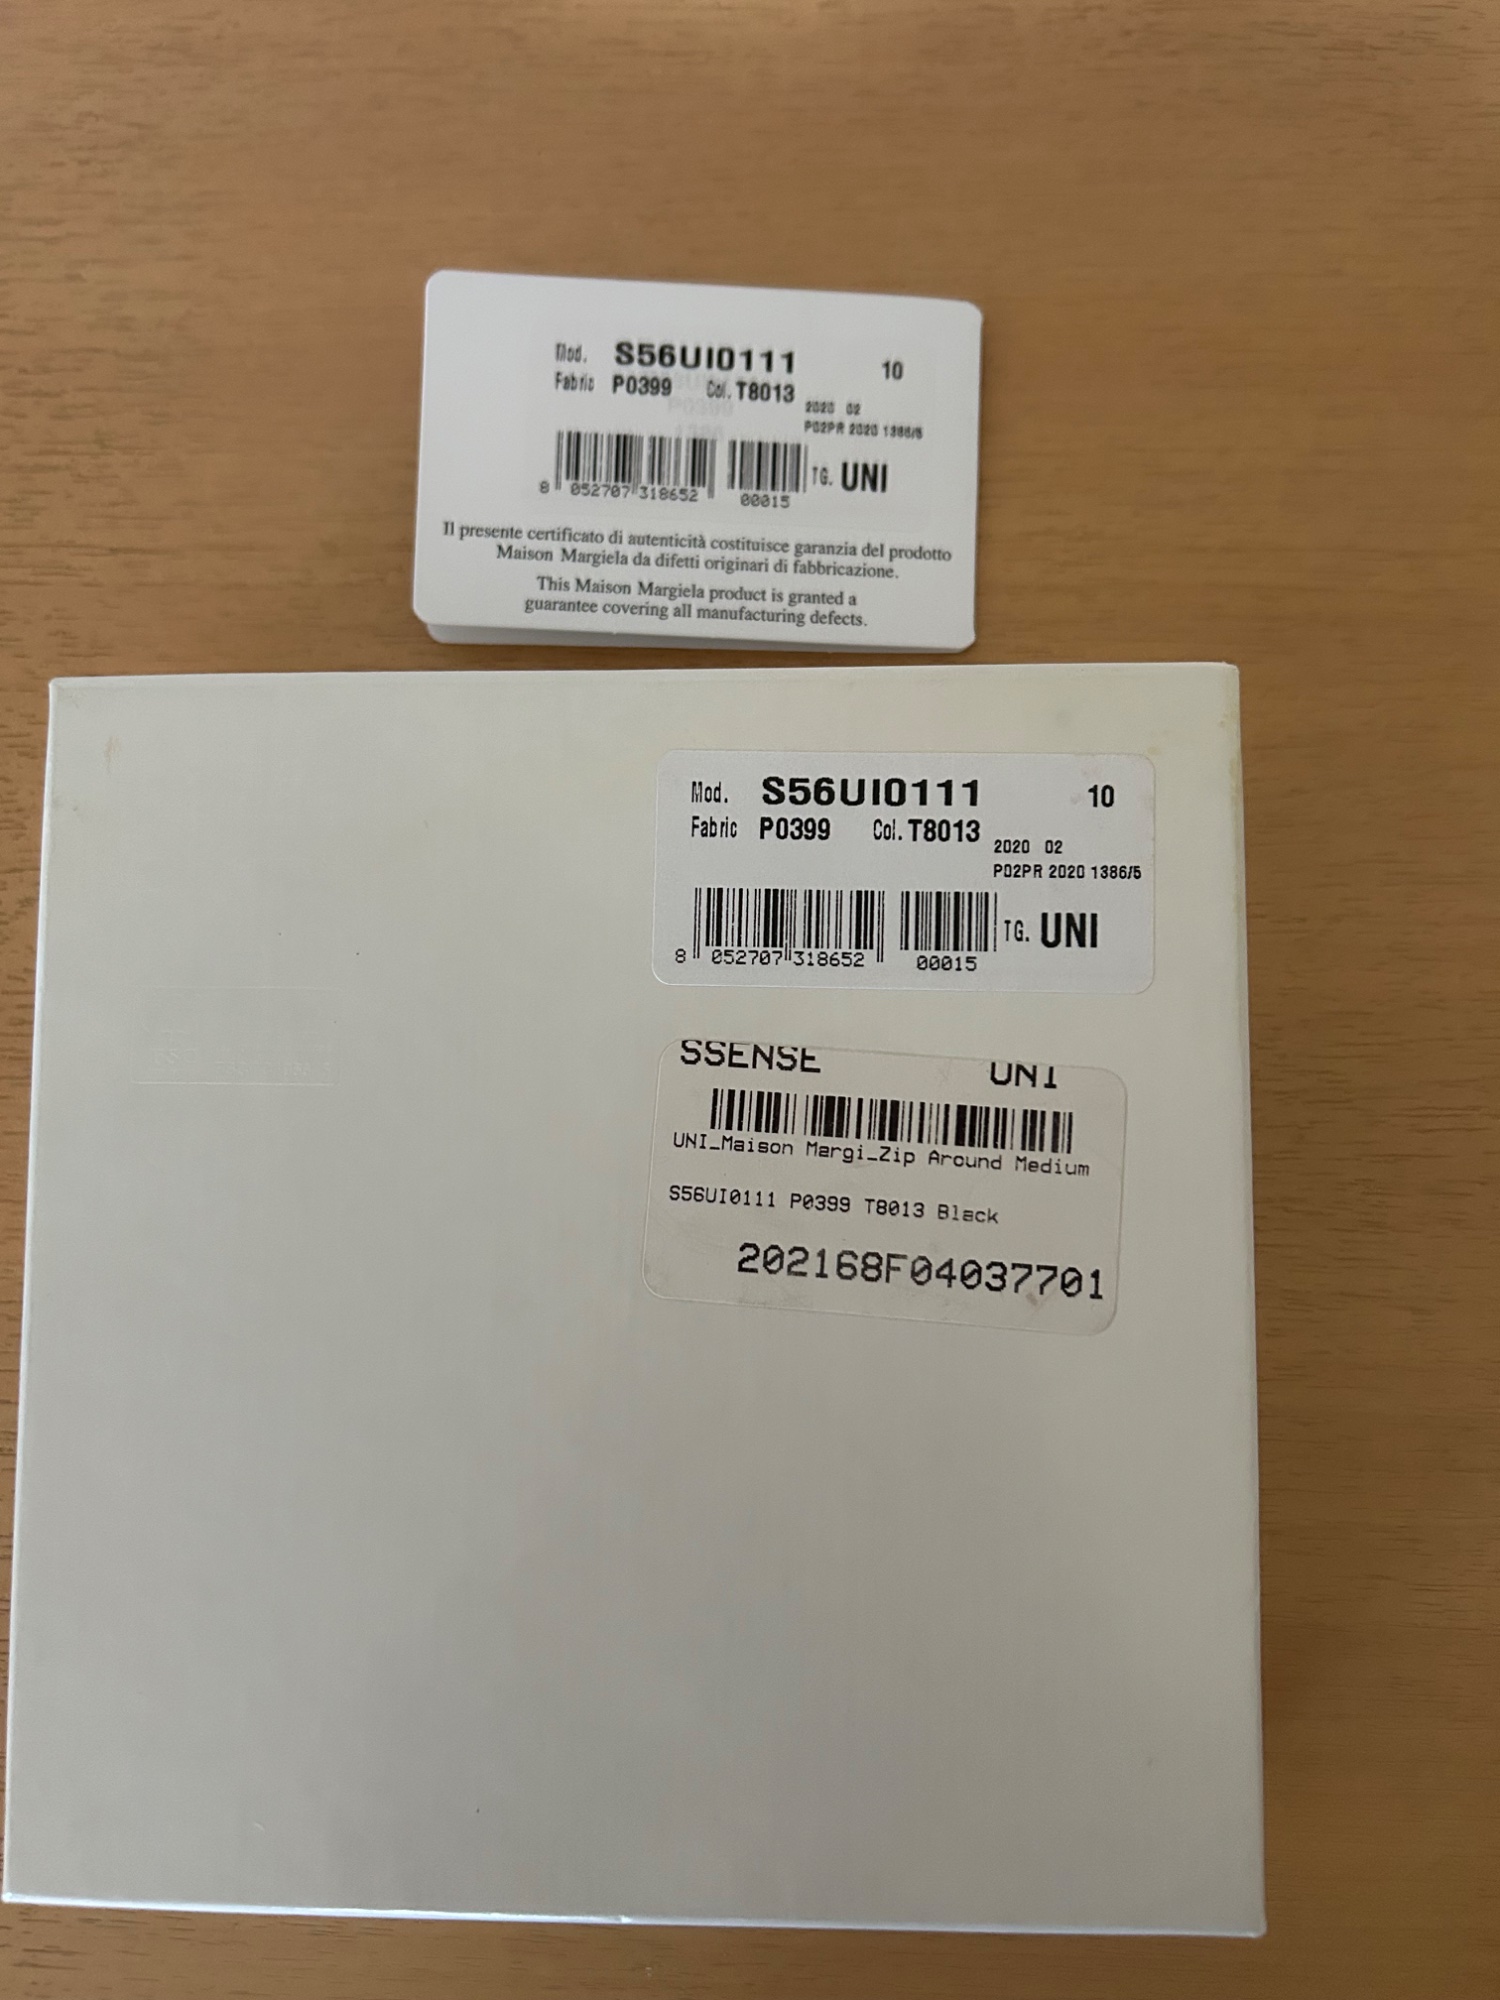 Mod. S56UI0111 10
Fabric P0399 Col. T8013
2020 02
P02PR 2020 1386/5
TG. UNI
8 052707 318652 00015
Il presente certificato di autenticità costituisce garanzia del prodotto
Maison Margiela da difetti originari di fabbricazione.
This Maison Margiela product is granted a
guarantee covering all manufacturing defects.
Mod. S56UI0111 10
Fabric P0399 Col. T8013
2020 02
P02PR 2020 1386/5
TG. UNI
8 052707 318652 00015
SSENSE UNI
UNI_Maison Margi_Zip Around Medium
S56UI0111 P0399 T8013 Black
202168F04037701